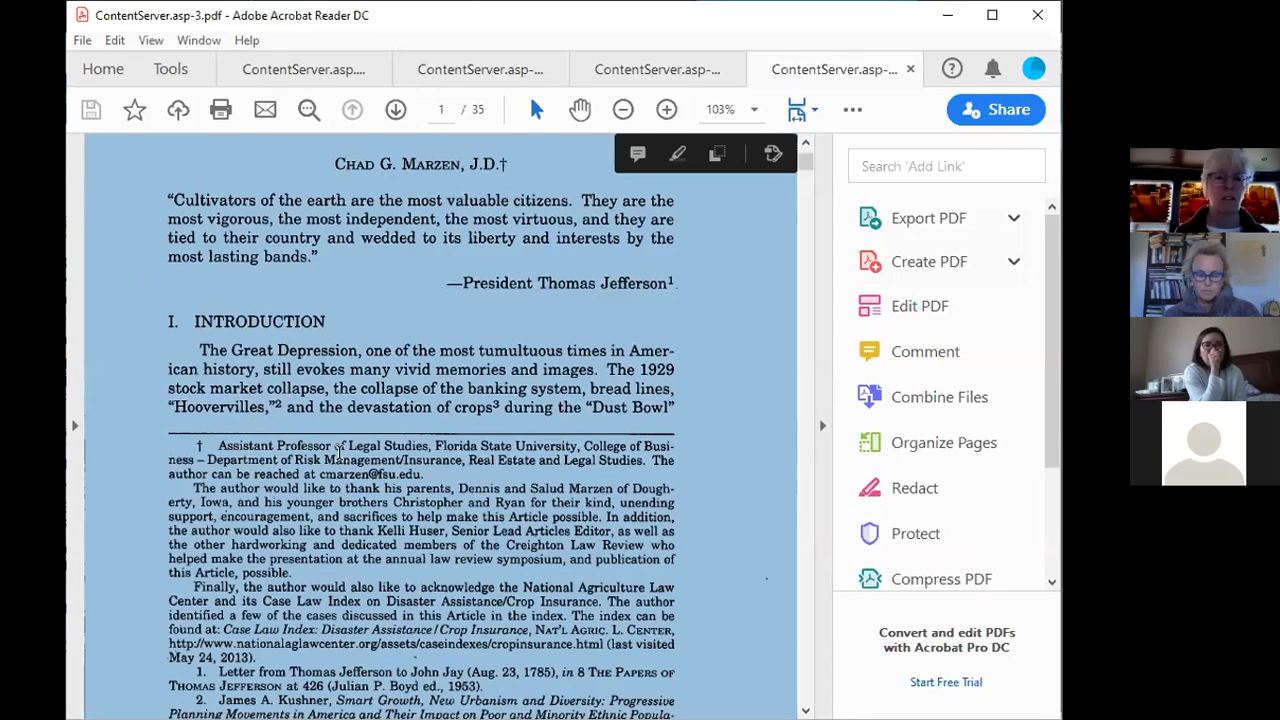 ContentServer.asp-3.pdf - Adobe Acrobat Reader DC
File Edit View Window Help
Home Tools ContentServer.asp.... ContentServer.asp-... ContentServer.asp-... ContentServer.asp-...
1 / 35 103% Share
CHAD G. MARZEN, J.D.†
“Cultivators of the earth are the most valuable citizens. They are the
most vigorous, the most independent, the most virtuous, and they are
tied to their country and wedded to its liberty and interests by the
most lasting bands.”
—President Thomas Jefferson1
I. INTRODUCTION
The Great Depression, one of the most tumultuous times in Amer-
ican history, still evokes many vivid memories and images. The 1929
stock market collapse, the collapse of the banking system, bread lines,
“Hoovervilles,”2 and the devastation of crops3 during the “Dust Bowl”
† Assistant Professor of Legal Studies, Florida State University, College of Busi-
ness – Department of Risk Management/Insurance, Real Estate and Legal Studies. The
author can be reached at cmarzen@fsu.edu.
The author would like to thank his parents, Dennis and Salud Marzen of Dough-
erty, Iowa, and his younger brothers Christopher and Ryan for their kind, unending
support, encouragement, and sacrifices to help make this Article possible. In addition,
the author would also like to thank Kelli Huser, Senior Lead Articles Editor, as well as
the other hardworking and dedicated members of the Creighton Law Review who
helped make the presentation at the annual law review symposium, and publication of
this Article, possible.
Finally, the author would also like to acknowledge the National Agriculture Law
Center and its Case Law Index on Disaster Assistance/Crop Insurance. The author
identified a few of the cases discussed in this Article in the index. The index can be
found at: Case Law Index: Disaster Assistance/Crop Insurance, NAT'L AGRIC. L. CENTER,
http://www.nationalaglawcenter.org/assets/caseindexes/cropinsurance.html (last visited
May 24, 2013).
1. Letter from Thomas Jefferson to John Jay (Aug. 23, 1785), in 8 THE PAPERS OF
THOMAS JEFFERSON at 426 (Julian P. Boyd ed., 1953).
2. James A. Kushner, Smart Growth, New Urbanism and Diversity: Progressive
Planning Movements in America and Their Impact on Poor and Minority Ethnic Popula-
Search 'Add Link'
Export PDF
Create PDF
Edit PDF
Comment
Combine Files
Organize Pages
Redact
Protect
Compress PDF
Convert and edit PDFs
with Acrobat Pro DC
Start Free Trial